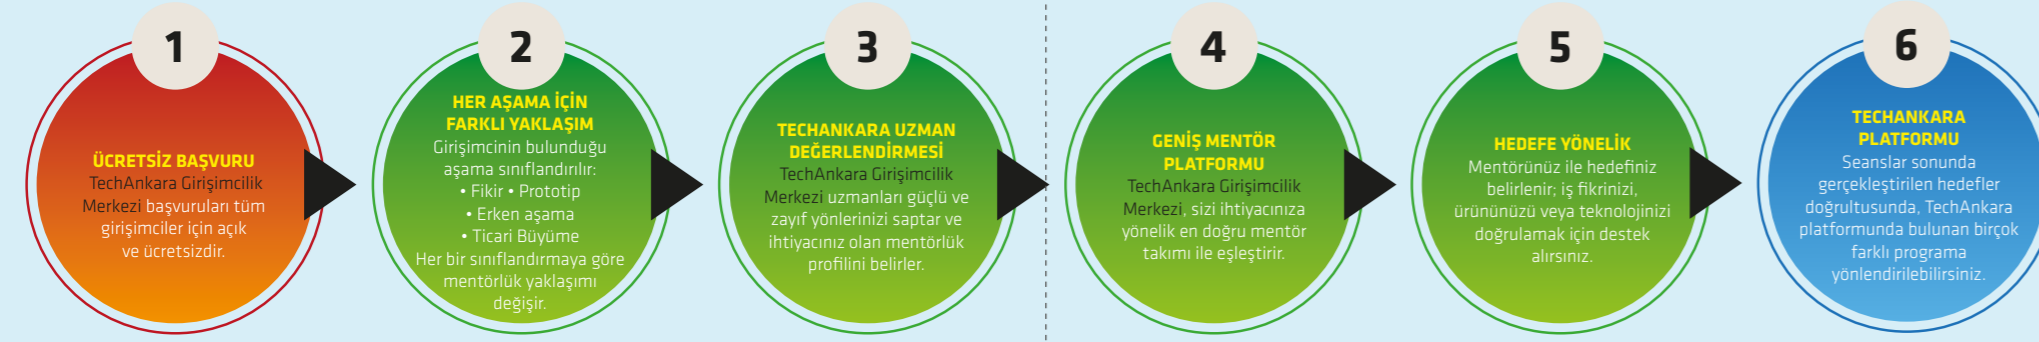 1
ÜCRETSİZ BAŞVURU
TechAnkara Girişimcilik
Merkezi başvuruları tüm
girişimciler için açık
ve ücretsizdir.
2
HER AŞAMA İÇİN
FARKLI YAKLAŞIM
Girişimcinin bulunduğu
aşama sınıflandırılır:
• Fikir • Prototip
• Erken aşama
• Ticari Büyüme
Her bir sınıflandırmaya göre
mentörlük yaklaşımı
değişir.
3
TECHANKARA UZMAN
DEĞERLENDİRMESİ
TechAnkara Girişimcilik
Merkezi uzmanları güçlü ve
zayıf yönlerinizi saptar ve
ihtiyacınız olan mentörlük
profilini belirler.
4
GENİŞ MENTÖR
PLATFORMU
TechAnkara Girişimcilik
Merkezi, sizi ihtiyacınıza
yönelik en doğru mentör
takımı ile eşleştirir.
5
HEDEFE YÖNELİK
Mentörünüz ile hedefiniz
belirlenir; iş fikrinizi,
ürününüzü veya teknolojinizi
doğrulamak için destek
alırsınız.
6
TECHANKARA
PLATFORMU
Seanslar sonunda
gerçekleştirilen hedefler
doğrultusunda, TechAnkara
platformunda bulunan birçok
farklı programa
yönlendirilebilirsiniz.